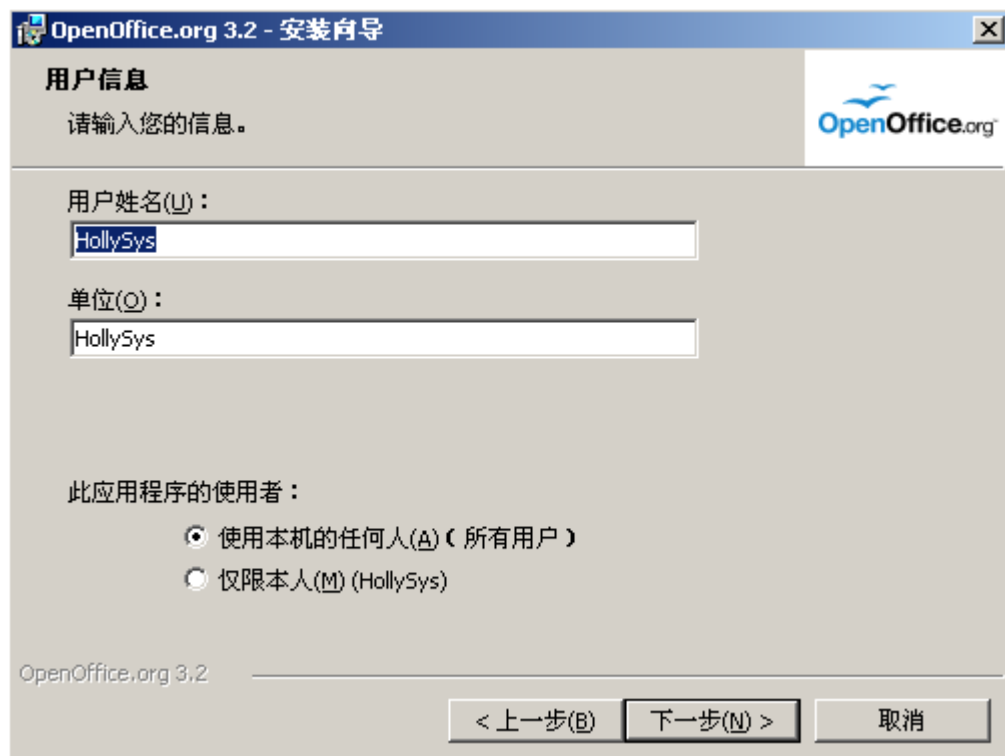 OpenOffice.org 3.2 - 安装向导
用户信息
请输入您的信息。
OpenOffice.org
用户姓名(U)：
HollySys
单位(O)：
HollySys
此应用程序的使用者：
使用本机的任何人(A) ( 所有用户 )
仅限本人(M) (HollySys)
OpenOffice.org 3.2
< 上一步(B) 下一步(N) > 取消